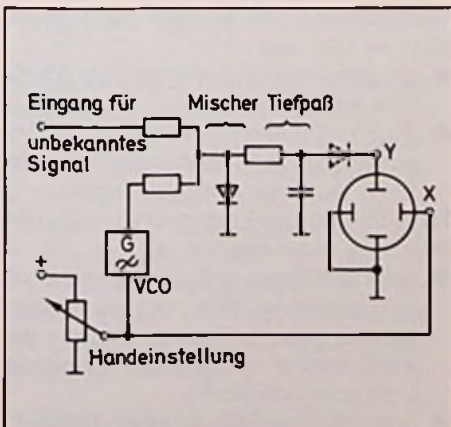 Eingang für
unbekanntes
Signal
Mischer Tiefpaß
Y
X
G
VCO
+
Handeinstellung